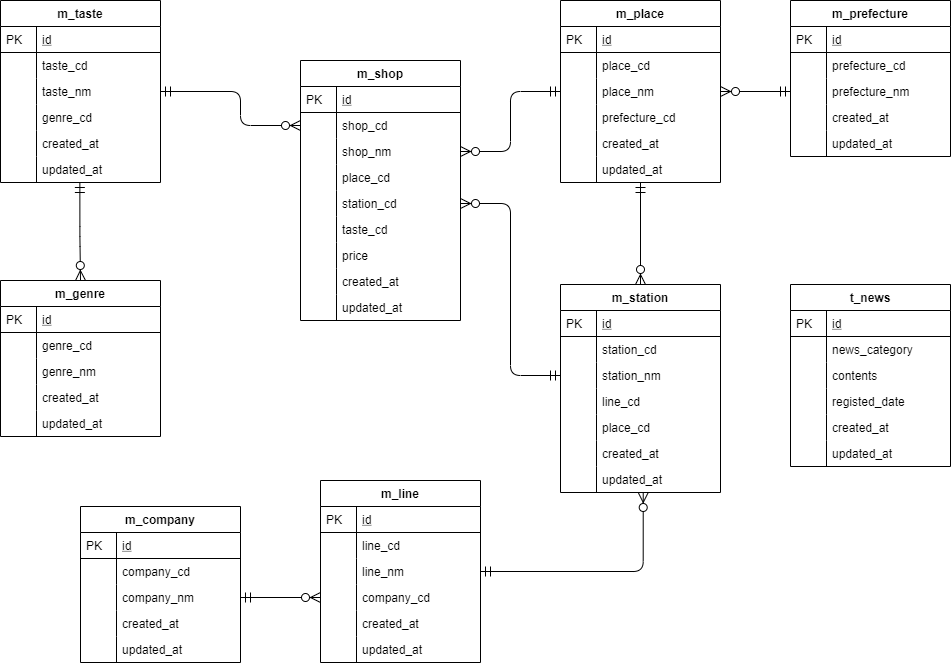 m_taste
PK id
taste_cd
taste_nm
genre_cd
created_at
updated_at
m_shop
PK id
shop_cd
shop_nm
place_cd
station_cd
taste_cd
price
created_at
updated_at
m_place
PK id
place_cd
place_nm
prefecture_cd
created_at
updated_at
m_prefecture
PK id
prefecture_cd
prefecture_nm
created_at
updated_at
m_genre
PK id
genre_cd
genre_nm
created_at
updated_at
m_station
PK id
station_cd
station_nm
line_cd
place_cd
created_at
updated_at
t_news
PK id
news_category
contents
registed_date
created_at
updated_at
m_company
PK id
company_cd
company_nm
created_at
updated_at
m_line
PK id
line_cd
line_nm
company_cd
created_at
updated_at